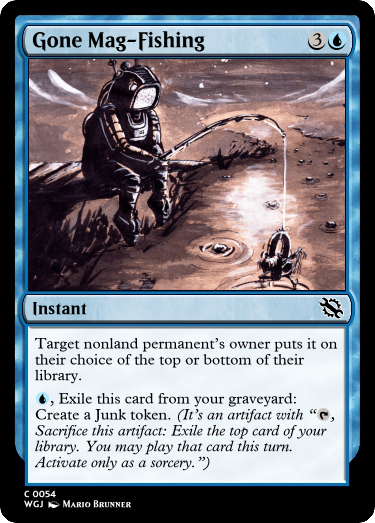 Gone Mag-Fishing 3
Instant
Target nonland permanent's owner puts it on
their choice of the top or bottom of their
library.
, Exile this card from your graveyard:
Create a Junk token. (It's an artifact with “,
Sacrifice this artifact: Exile the top card of your
library. You may play that card this turn.
Activate only as a sorcery.”)
C 0054
WGJ Mario Brunner